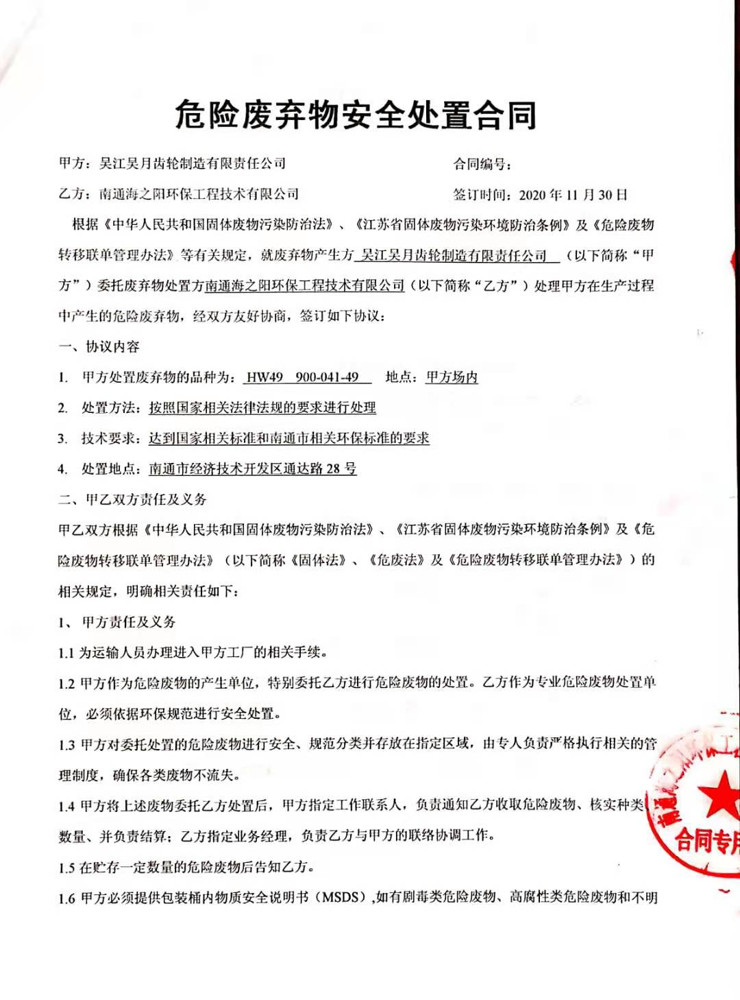 危险废弃物安全处置合同
甲方：吴江吴月齿轮制造有限责任公司 合同编号：
乙方：南通海之阳环保工程技术有限公司 签订时间：2020 年 11 月 30 日
根据《中华人民共和国固体废物污染防治法》、《江苏省固体废物污染环境防治条例》及《危险废物
转移联单管理办法》等有关规定，就废弃物产生方 吴江吴月齿轮制造有限责任公司 （以下简称“甲
方”）委托废弃物处置方南通海之阳环保工程技术有限公司（以下简称“乙方”）处理甲方在生产过程
中产生的危险废弃物，经双方友好协商，签订如下协议：
一、协议内容
1. 甲方处置废弃物的品种为： HW49 900-041-49 地点：甲方场内
2. 处置方法：按照国家相关法律法规的要求进行处理
3. 技术要求：达到国家相关标准和南通市相关环保标准的要求
4. 处置地点：南通市经济技术开发区通达路 28 号
二、甲乙双方责任及义务
甲乙双方根据《中华人民共和国固体废物污染防治法》、《江苏省固体废物污染环境防治条例》及《危
险废物转移联单管理办法》（以下简称《固体法》、《危废法》及《危险废物转移联单管理办法》）的
相关规定，明确相关责任如下：
1、 甲方责任及义务
1.1 为运输人员办理进入甲方工厂的相关手续。
1.2 甲方作为危险废物的产生单位，特别委托乙方进行危险废物的处置。乙方作为专业危险废物处置单
位，必须依据环保规范进行安全处置。
1.3 甲方对委托处置的危险废物进行安全、规范分类并存放在指定区域，由专人负责严格执行相关的管
理制度，确保各类废物不流失。
1.4 甲方将上述废物委托乙方处置后，甲方指定工作联系人，负责通知乙方收取危险废物、核实种类、
数量、并负责结算；乙方指定业务经理，负责乙方与甲方的联络协调工作。
1.5 在贮存一定数量的危险废物后告知乙方。
1.6 甲方必须提供包装桶内物质安全说明书（MSDS）,如有剧毒类危险废物、高腐性类危险废物和不明
南通
环保工
合同专用